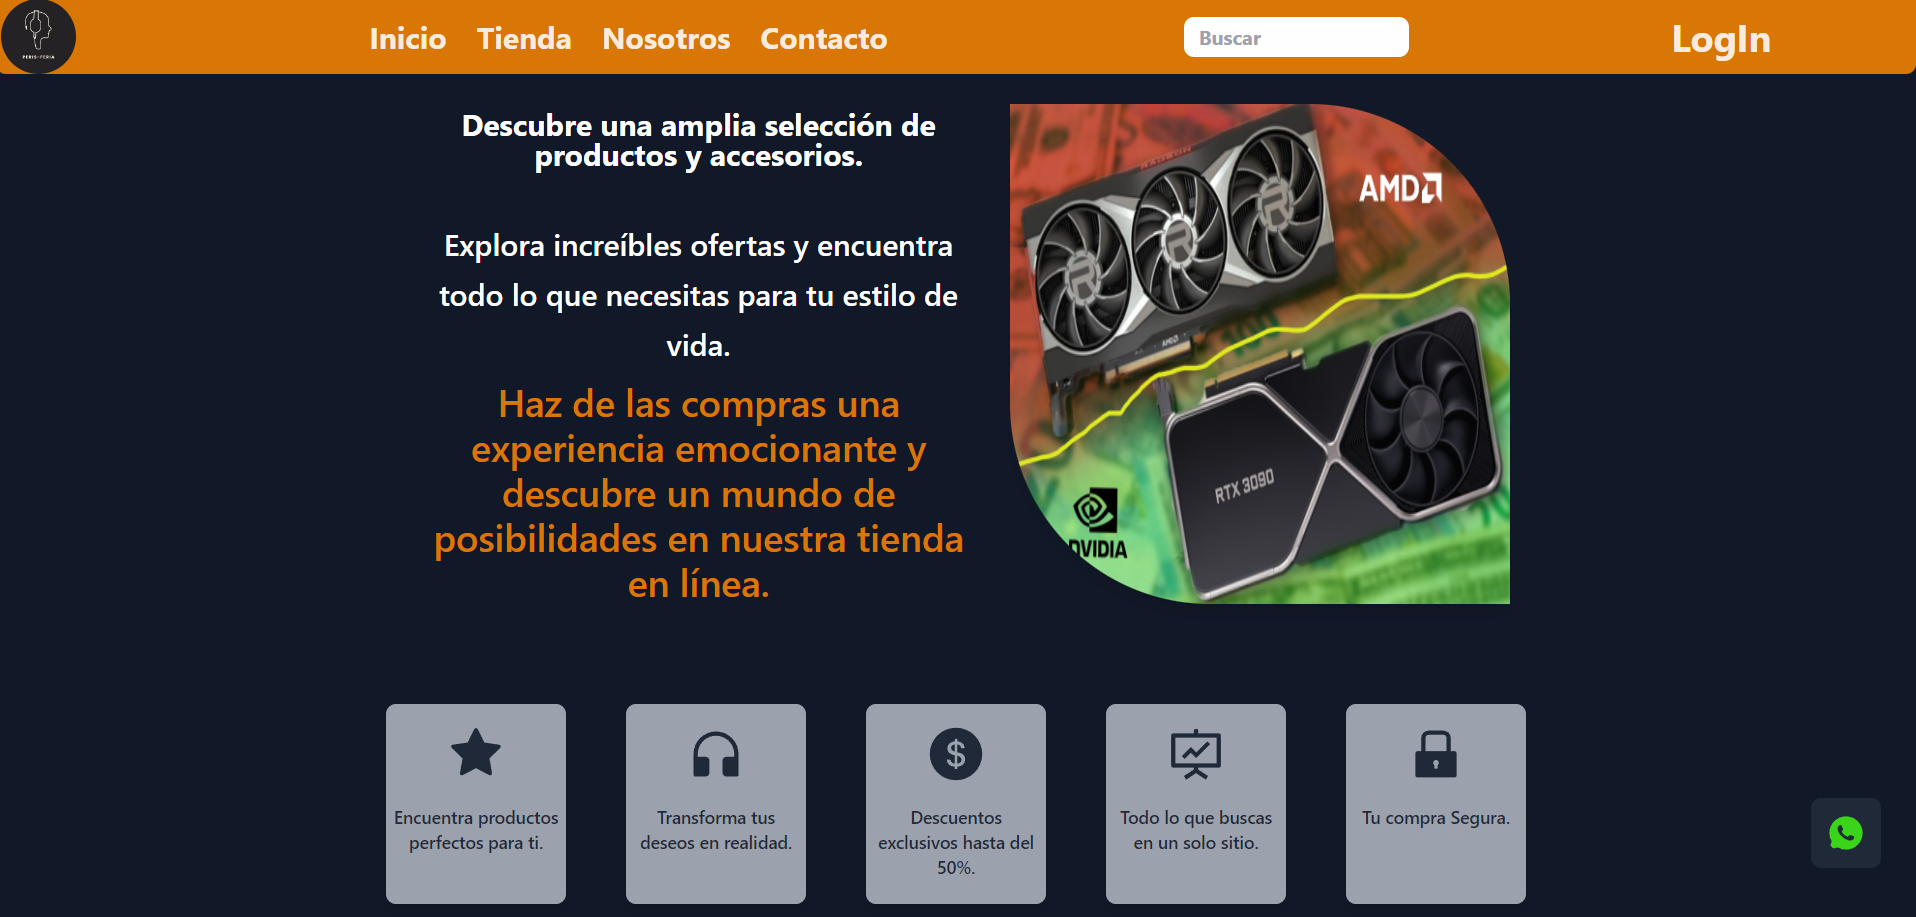 PERIS-FERIA
Inicio Tienda Nosotros Contacto
Buscar
LogIn
Descubre una amplia selección de
productos y accesorios.
Explora increíbles ofertas y encuentra
todo lo que necesitas para tu estilo de
vida.
Haz de las compras una
experiencia emocionante y
descubre un mundo de
posibilidades en nuestra tienda
en línea.
RADEON
AMD
R R R
AMD
RTX 3090
NVIDIA
$
Encuentra productos
perfectos para ti.
Transforma tus
deseos en realidad.
Descuentos
exclusivos hasta del
50%.
Todo lo que buscas
en un solo sitio.
Tu compra Segura.